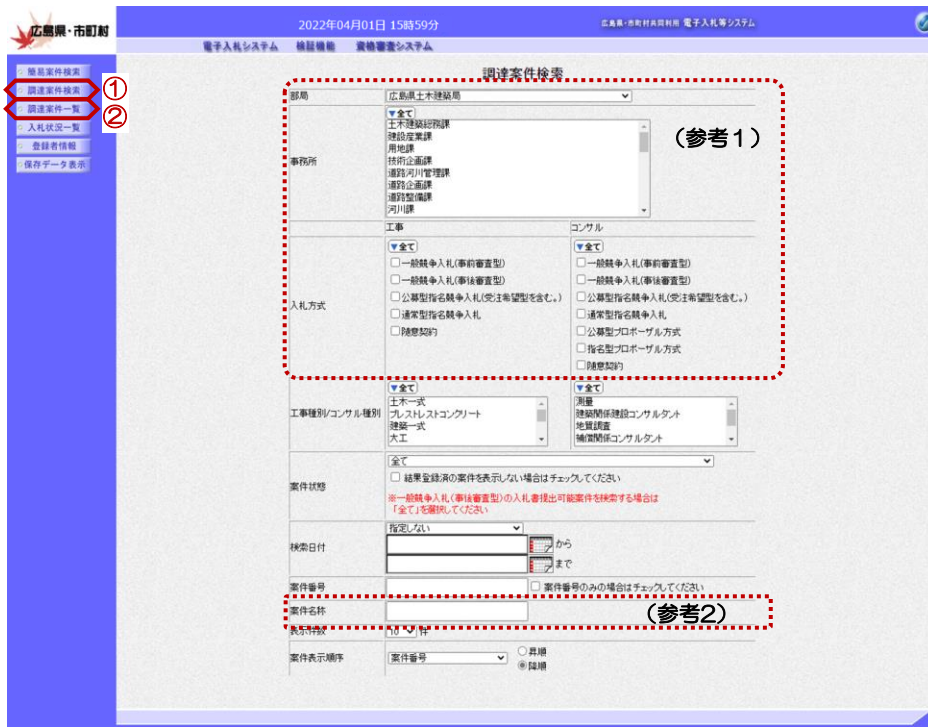 広島県・市町村
2022年04月01日 15時59分
広島県・市町村共同利用 電子入札等システム
電子入札システム 検証機能 資格審査システム
簡易案件検索
調達案件検索 ①
調達案件一覧 ②
入札状況一覧
登録者情報
保存データ表示
調達案件検索
部局 広島県土木建築局
▼全て
(参考1)
事務所
土木建築総務課
建設産業課
用地課
技術企画課
道路河川管理課
道路企画課
道路整備課
河川課
工事 コンサル
入札方式
▼全て ▼全て
一般競争入札(事前審査型) 一般競争入札(事前審査型)
一般競争入札(事後審査型) 一般競争入札(事後審査型)
公募型指名競争入札(受注希望型を含む。) 公募型指名競争入札(受注希望型を含む。)
通常型指名競争入札 通常型指名競争入札
随意契約 公募型プロポーザル方式
指名型プロポーザル方式
随意契約
工事種別/コンサル種別
▼全て ▼全て
土木一式 測量
プレストレストコンクリート 建築関係建設コンサルタント
建築一式 地質調査
大工 補償関係コンサルタント
案件状態 全て
結果登録済の案件を表示しない場合はチェックしてください
※一般競争入札(事後審査型)の入札書提出可能案件を検索する場合は
「全て」を選択してください
検索日付 指定しない
から
まで
案件番号 案件番号のみの場合はチェックしてください
案件名称 (参考2)
表示件数 10 件
案件表示順序 案件番号 昇順
降順